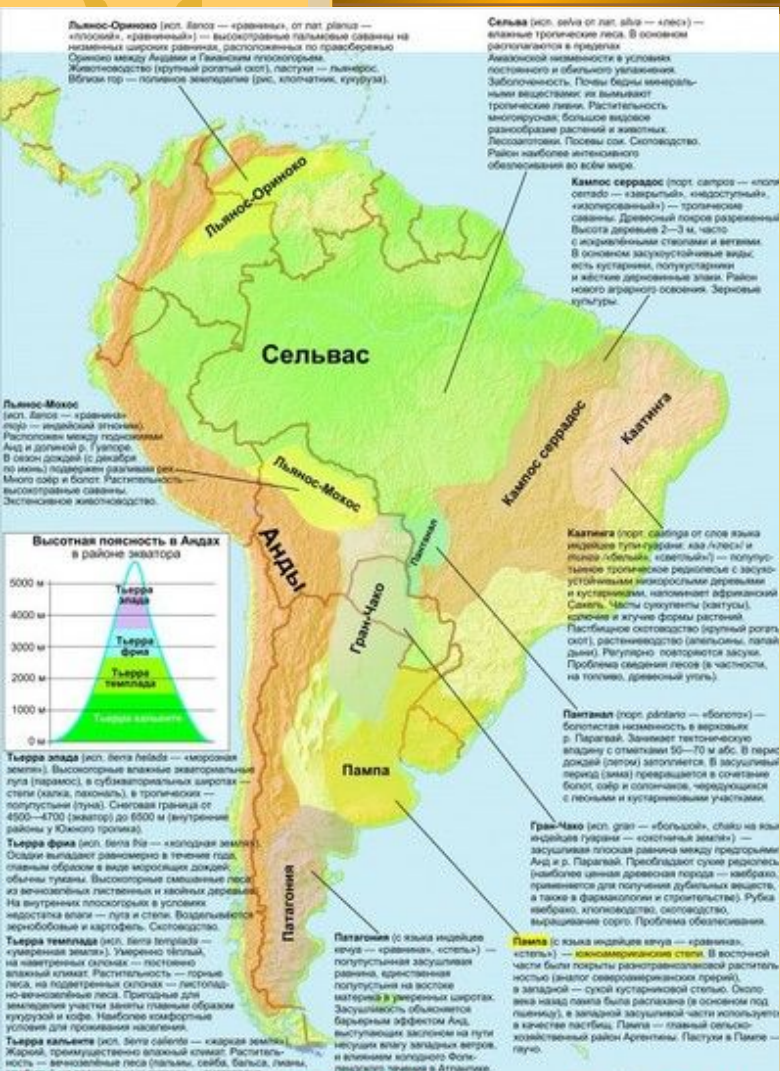 Льянос-Ориноко (исп. llanos — «равнины», от лат. planus —
«плоский», «равнинный») — высокотравные пальмовые саванны на
низменных широких равнинах, расположенных по правобережью
Ориноко между Андами и Гвианским плоскогорьем.
Животноводство (крупный рогатый скот), пастухи — льянерос.
Вблизи гор — поливное земледелие (рис, хлопчатник, кукуруза).
Сельва (исп. selva от лат. silva — «лес») —
влажные тропические леса. В основном
располагаются в пределах
Амазонской низменности в условиях
постоянного и обильного увлажнения.
Заболоченность. Почвы бедны минераль-
ными веществами: их вымывают
тропические ливни. Растительность
многоярусная; большое видовое
разнообразие растений и животных.
Лесозаготовки. Посевы сои. Скотоводство.
Район наиболее интенсивного
обезлесивания во всём мире.
Кампос серрадос (порт. campos — «поля
cerrado — «закрытый», «недоступный»,
«изолированный») — тропические
саванны. Древесный покров разреженный
Высота деревьев 2—3 м, часто
с искривлёнными стволами и ветвями.
В основном засухоустойчивые виды;
есть кустарники, полукустарники
и жёсткие дерновинные злаки. Район
нового аграрного освоения. Зерновые
культуры.
Льянос-Ориноко
Сельвас
Кампос серрадос
Каатинга
Льянос-Мохос
(исп. llanos — «равнина»
mojo — индейский этноним).
Расположен между подножиями
Анд и долиной р. Гуапоре.
В сезон дождей (с декабря
по июнь) подвержен разливам рек.
Много озёр и болот. Растительность —
высокотравные саванны.
Экстенсивное животноводство.
Льянос-Мохос
Пантанал
Анды
Гран-Чако
Пампа
Патагония
Высотная поясность в Андах
в районе экватора
5000 м
4000 м
3000 м
2000 м
1000 м
0 м
Тьерра
элада
Тьерра
фриа
Тьерра
темплада
Тьерра кальенте
Каатинга (порт. caatinga от слов языка
индейцев тупи-гуарани: каа /«лес»/ и
тинга /«белый», «светлый»/) — полупус-
тынное тропическое редколесье с засухо-
устойчивыми низкорослыми деревьями
и кустарниками, напоминает африканский
Сахель. Часты суккуленты (кактусы),
колючие и жгучие формы растений.
Пастбищное скотоводство (крупный рогаты
скот), растениеводство (апельсины, папай
дыни). Регулярно повторяются засухи.
Проблема сведения лесов (в частности,
на топливо, древесный уголь).
Пантанал (порт. pântano — «болото») —
болотистая низменность в верховьях
р. Парагвай. Занимает тектоническую
впадину с отметками 50—70 м абс. В перис
дождей (летом) затопляется. В засушливый
период (зима) превращается в сочетание
болот, озёр и солончаков, чередующихся
с лесными и кустарниковыми участками.
Гран-Чако (исп. gran — «большой», chaku на язык
индейцев гуарани — «охотничья земля») —
засушливая плоская равнина между предгорьями
Анд и р. Парагвай. Преобладают сухие редколесь
(наиболее ценная древесная порода — квебрахо,
применяется для получения дубильных веществ,
а также в фармакологии и строительстве). Рубка
квебрахо, хлопководство, скотоводство,
выращивание сорго. Проблема обезлесения.
Тьерра элада (исп. tierra helada — «морозная
земля»). Высокогорные влажные экваториальные
луга (парамос), в субэкваториальных широтах —
степи (халка, пахональ), в тропических —
полупустыни (пуна). Снеговая граница от
4500—4700 (экватор) до 6500 м (внутренние
районы у Южного тропика).
Тьерра фриа (исп. tierra fria — «холодная земля»).
Осадки выпадают равномерно в течение года,
главным образом в виде моросящих дождей,
обычны туманы. Высокогорные смешанные леса
из вечнозелёных лиственных и хвойных деревьев.
На внутренних плоскогорьях в условиях
недостатка влаги — луга и степи. Возделываются
зернобобовые и картофель. Скотоводство.
Тьерра темплада (исп. tierra templada —
«умеренная земля»). Умеренно тёплый,
на наветренных склонах — постоянно
влажный климат. Растительность — горные
леса, на подветренных склонах — листопад-
но-вечнозелёные леса. Пригодные для
земледелия участки заняты главным образом
кукурузой и кофе. Наиболее комфортные
условия для проживания населения.
Тьерра кальенте (исп. tierra caliente — «жаркая земля»).
Жаркий, преимущественно влажный климат. Раститель-
ность — вечнозелёные леса (пальмы, сейба, бальса, лианы,
Патагония (с языка индейцев
кечуа — «равнина», «степь») —
полупустынная засушливая
равнина, единственная
полупустыня на востоке
материка в умеренных широтах.
Засушливость объясняется
барьерным эффектом Анд,
выступающих заслоном на пути
несущих влагу западных ветров,
и влиянием холодного Фолк-
лендского течения в Атлантике.
Пампа (с языка индейцев кечуа — «равнина»,
«степь») — южноамериканские степи. В восточной
части были покрыты разнотравнозлаковой растител
ностью (аналог североамериканских прерий),
в западной — сухой кустарниковой степью. Около
века назад пампа была распахана (в основном под
пшеницу), в западной засушливой части используетс
в качестве пастбищ. Пампа — главный сельско-
хозяйственный район Аргентины. Пастухи в Пампе —
гаучо.